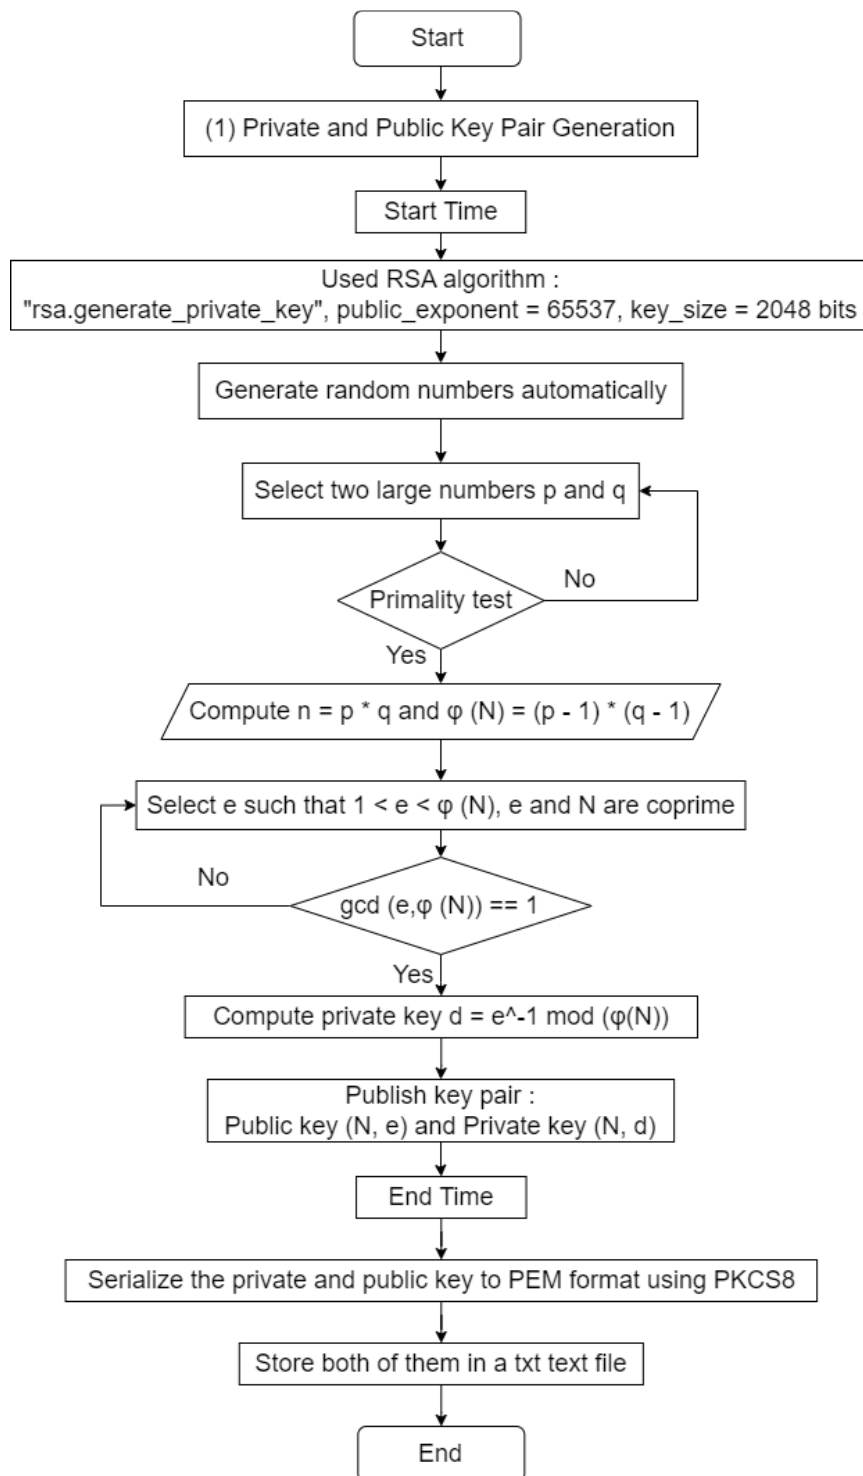 Start
(1) Private and Public Key Pair Generation
Start Time
Used RSA algorithm :
"rsa.generate_private_key", public_exponent = 65537, key_size = 2048 bits
Generate random numbers automatically
Select two large numbers p and q
No
Primality test
Yes
Compute n = p * q and φ (N) = (p - 1) * (q - 1)
Select e such that 1 < e < φ (N), e and N are coprime
No
gcd (e,φ (N)) == 1
Yes
Compute private key d = e^-1 mod (φ(N))
Publish key pair :
Public key (N, e) and Private key (N, d)
End Time
Serialize the private and public key to PEM format using PKCS8
Store both of them in a txt text file
End